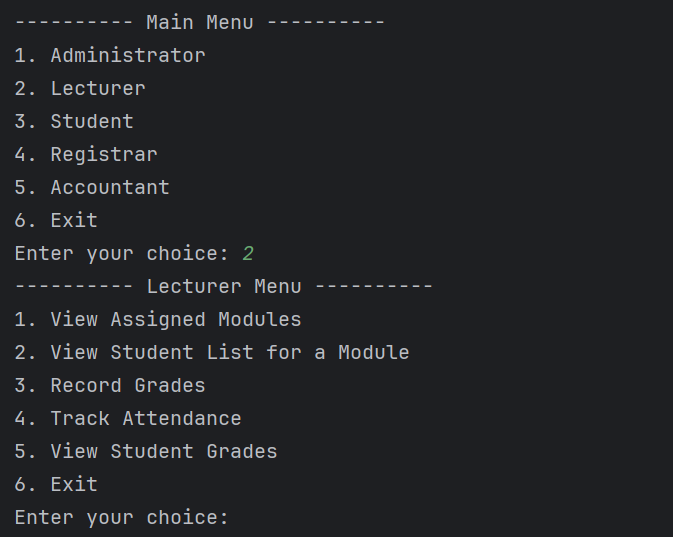 ---------- Main Menu ----------
1. Administrator
2. Lecturer
3. Student
4. Registrar
5. Accountant
6. Exit
Enter your choice: 2
---------- Lecturer Menu ----------
1. View Assigned Modules
2. View Student List for a Module
3. Record Grades
4. Track Attendance
5. View Student Grades
6. Exit
Enter your choice: